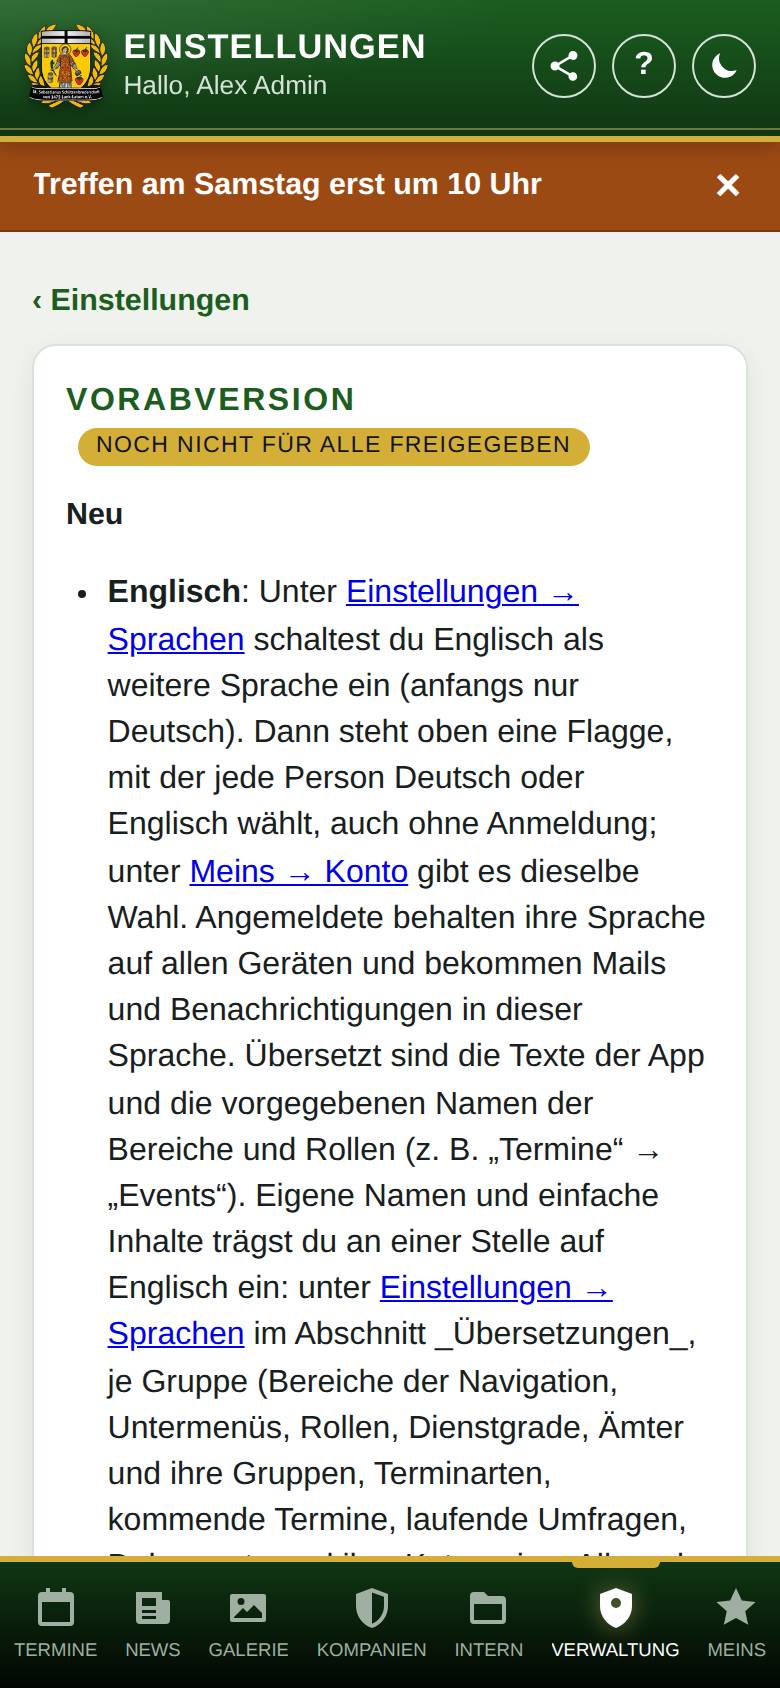 EINSTELLUNGEN
Hallo, Alex Admin
?
Treffen am Samstag erst um 10 Uhr
×
‹ Einstellungen
VORABVERSION
NOCH NICHT FÜR ALLE FREIGEGEBEN
Neu
• Englisch: Unter Einstellungen →
Sprachen schaltest du Englisch als
weitere Sprache ein (anfangs nur
Deutsch). Dann steht oben eine Flagge,
mit der jede Person Deutsch oder
Englisch wählt, auch ohne Anmeldung;
unter Meins → Konto gibt es dieselbe
Wahl. Angemeldete behalten ihre Sprache
auf allen Geräten und bekommen Mails
und Benachrichtigungen in dieser
Sprache. Übersetzt sind die Texte der App
und die vorgegebenen Namen der
Bereiche und Rollen (z. B. „Termine“ →
„Events“). Eigene Namen und einfache
Inhalte trägst du an einer Stelle auf
Englisch ein: unter Einstellungen →
Sprachen im Abschnitt _Übersetzungen_,
je Gruppe (Bereiche der Navigation,
Untermenüs, Rollen, Dienstgrade, Ämter
und ihre Gruppen, Terminarten,
kommende Termine, laufende Umfragen,
TERMINE
NEWS
GALERIE
KOMPANIEN
INTERN
VERWALTUNG
MEINS